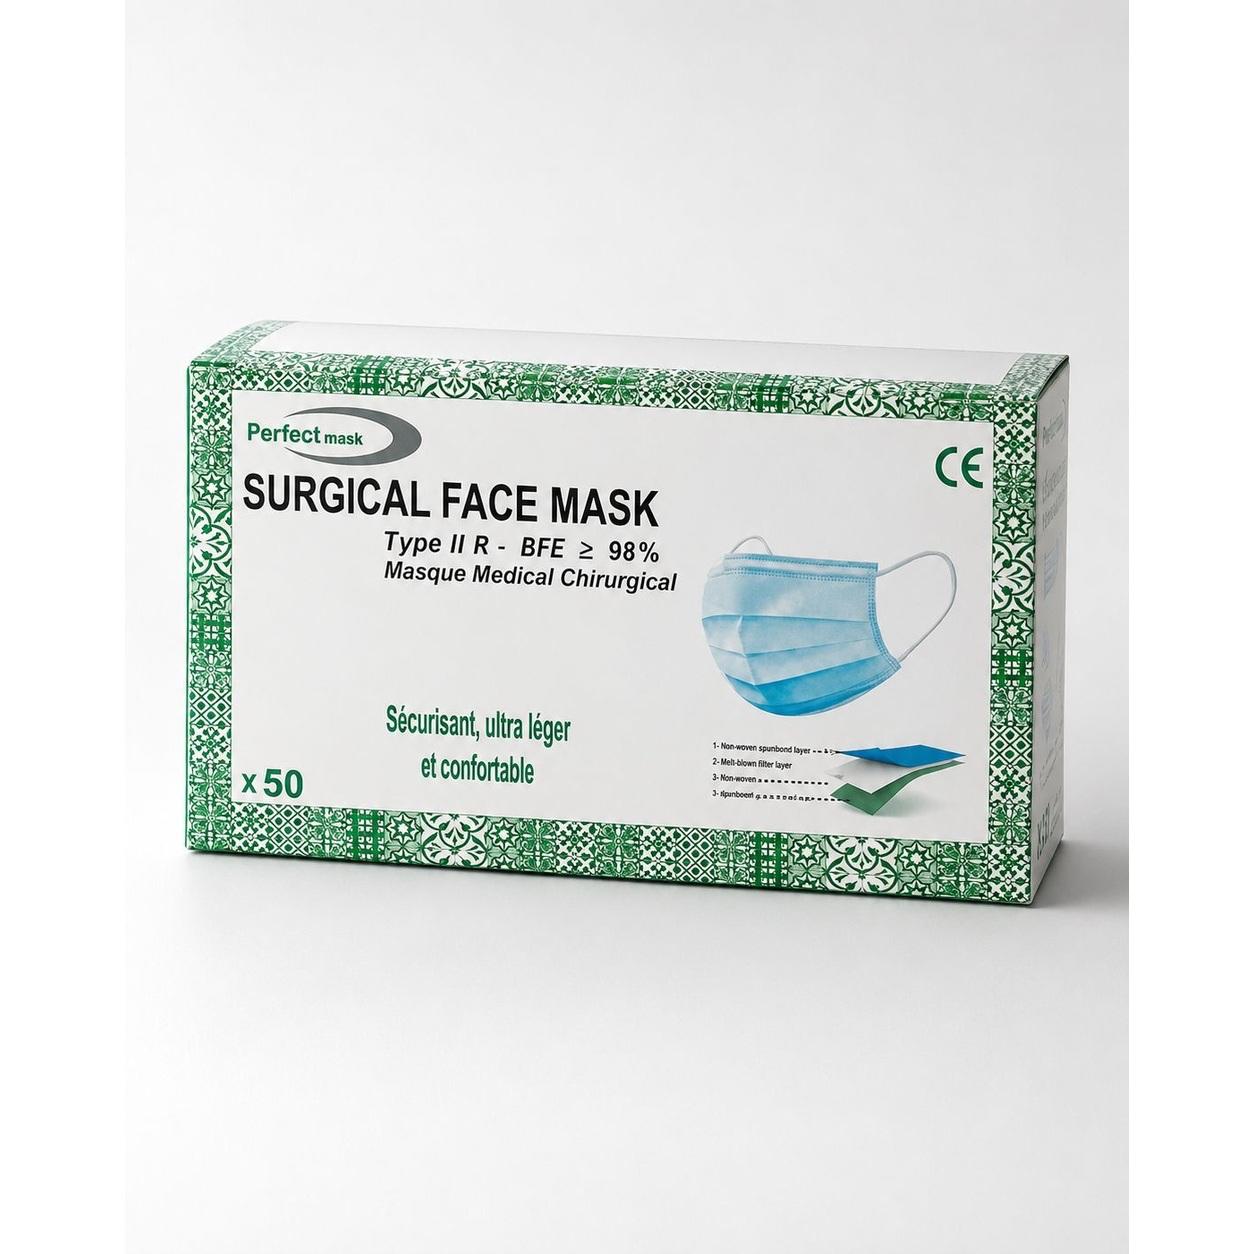 Perfect mask
CE
SURGICAL FACE MASK
Type II R - BFE ≥ 98%
Masque Medical Chirurgical
Sécurisant, ultra léger
et confortable
x 50
1- Non-woven spunbond layer
2- Melt-blown filter layer
3- Non-woven
3-